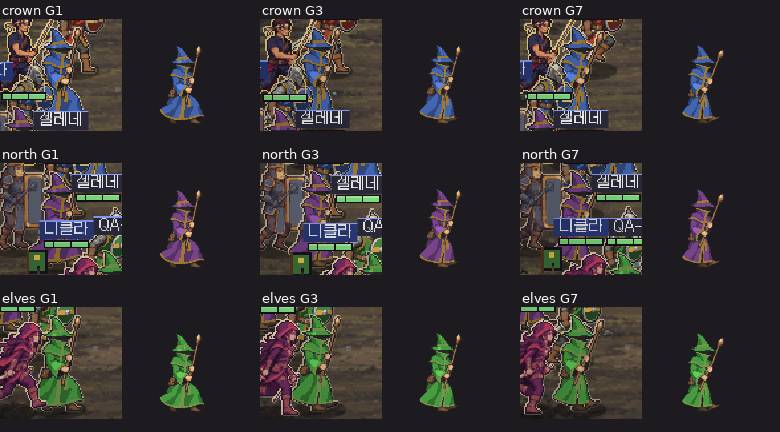 crown G1
crown G3
crown G7
셀레네
셀레네
셀레네
north G1
north G3
north G7
셀레네
셀레네
셀레네
니콜라
QA-
니콜라
니콜라
QA-
elves G1
elves G3
elves G7